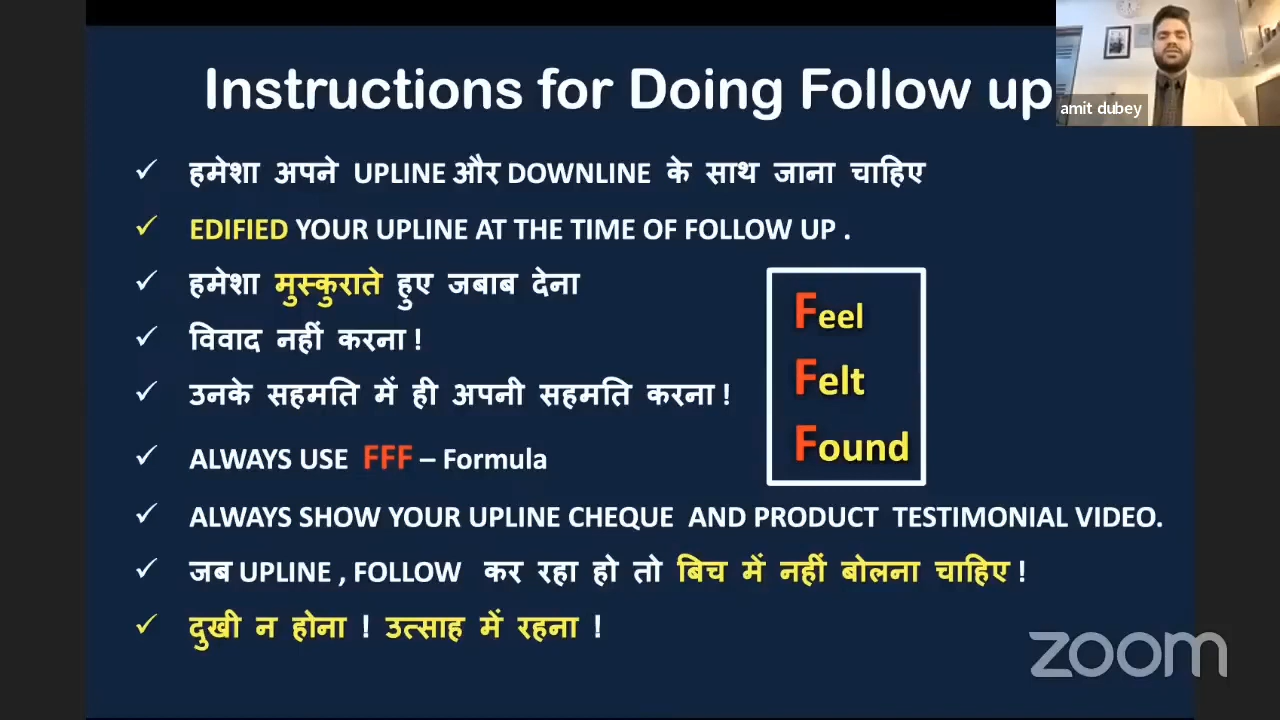 Instructions for Doing Follow up
amit dubey
हमेशा अपने UPLINE और DOWNLINE के साथ जाना चाहिए
EDIFIED YOUR UPLINE AT THE TIME OF FOLLOW UP .
हमेशा मुस्कुराते हुए जबाब देना
विवाद नहीं करना !
उनके सहमति में ही अपनी सहमति करना !
ALWAYS USE FFF – Formula
Feel
Felt
Found
ALWAYS SHOW YOUR UPLINE CHEQUE AND PRODUCT TESTIMONIAL VIDEO.
जब UPLINE , FOLLOW कर रहा हो तो बिच में नहीं बोलना चाहिए !
दुखी न होना ! उत्साह में रहना !
zoom